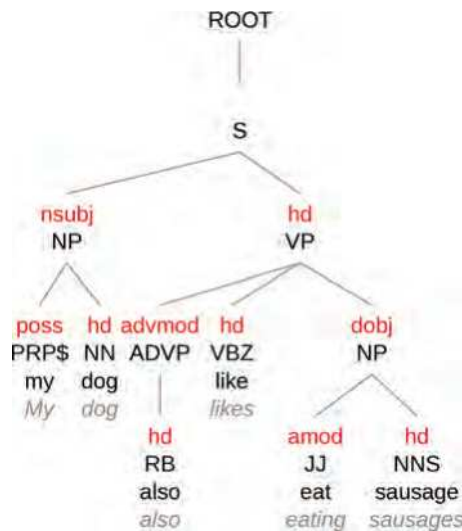 ROOT
S
nsubj hd
NP VP
poss hd advmod hd dobj
PRP$ NN ADVP VBZ NP
my dog like
My dog likes
hd amod hd
RB JJ NNS
also eat sausage
also eating sausages